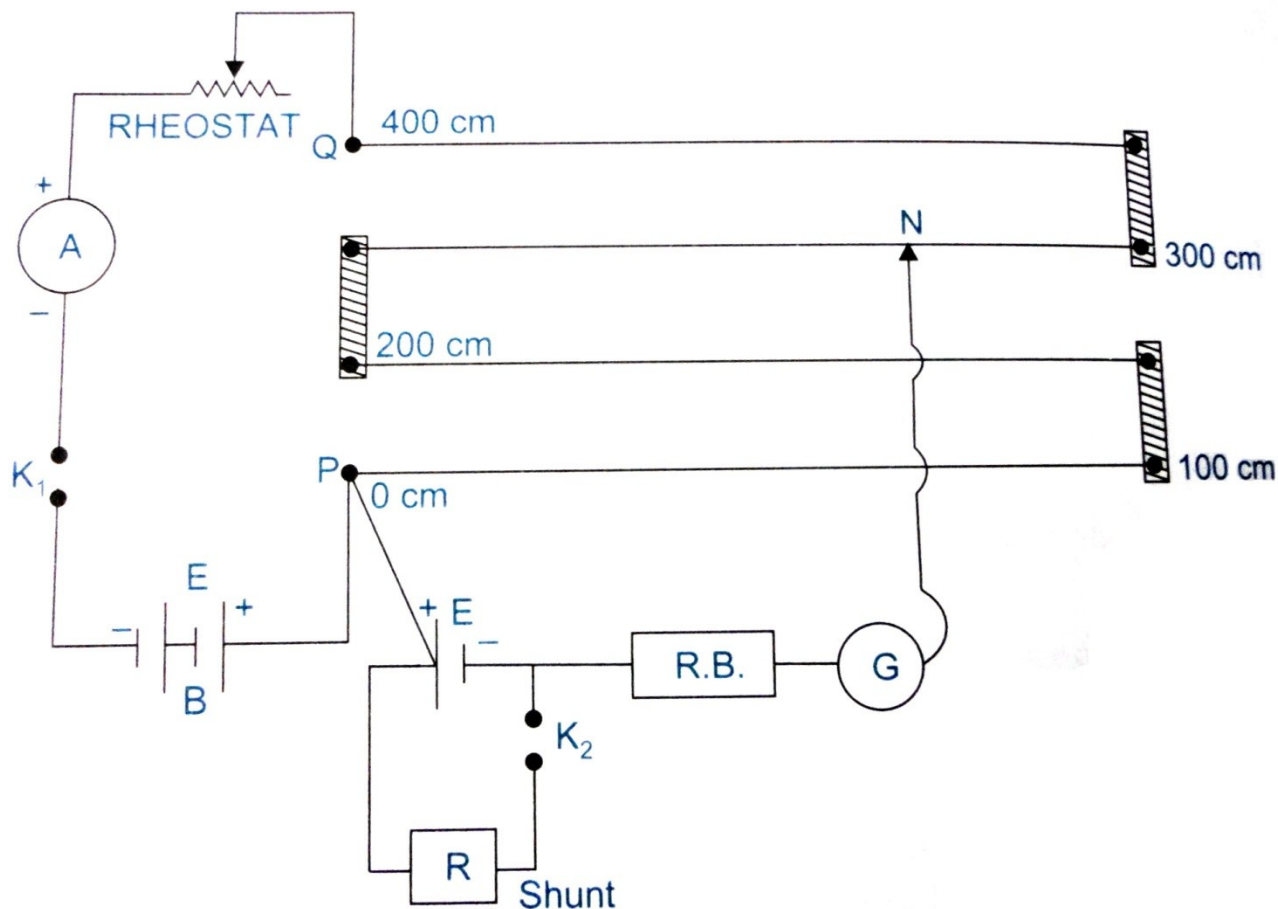 RHEOSTAT
Q
400 cm
+
A
−
N
300 cm
200 cm
K₁
P
0 cm
100 cm
E
− +
B
+ E −
R.B.
G
K₂
R
Shunt